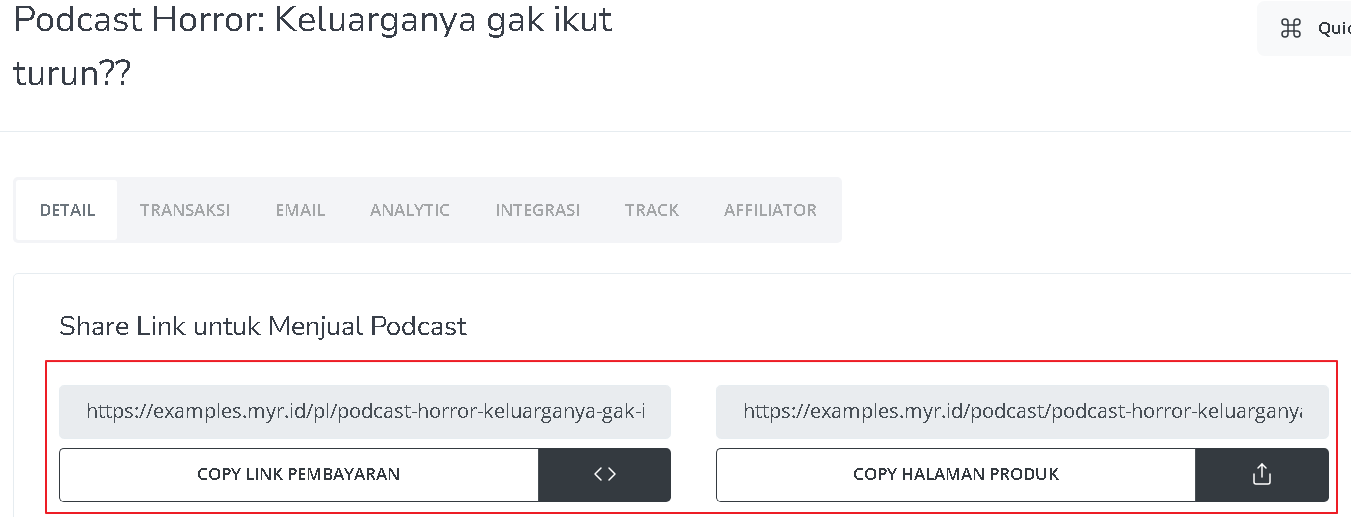 Podcast Horror: Keluarganya gak ikut
turun??
DETAIL TRANSAKSI EMAIL ANALYTIC INTEGRASI TRACK AFFILIATOR
Share Link untuk Menjual Podcast
https://examples.myr.id/pl/podcast-horror-keluarganya-gak-i
https://examples.myr.id/podcast/podcast-horror-keluarganya
COPY LINK PEMBAYARAN
COPY HALAMAN PRODUK